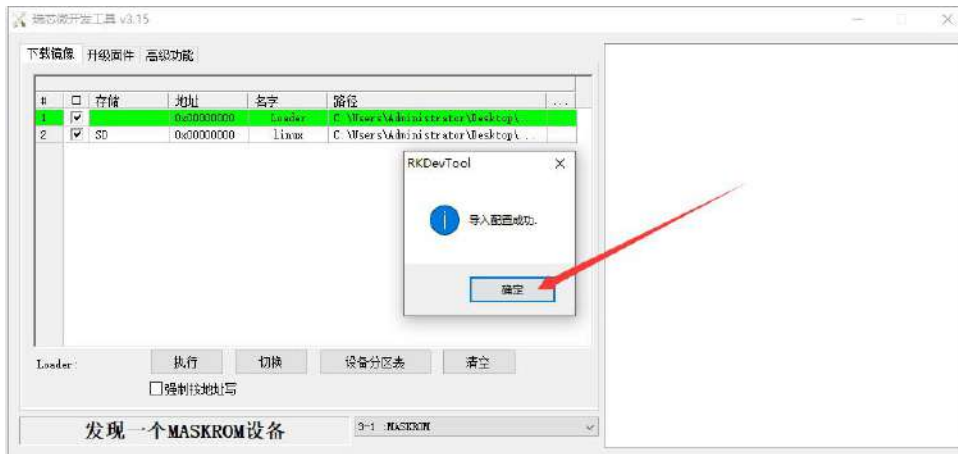 瑞芯微开发工具 v3.15
下载镜像 升级固件 高级功能
# 存储 地址 名字 路径 ...
1 0x00000000 Loader C:\Users\Administrator\Desktop\...
2 SD 0x00000000 linux C:\Users\Administrator\Desktop\...
RKDevTool
导入配置成功.
确定
Loader:
执行 切换 设备分区表 清空
强制按地址写
发现一个MASKROM设备 3-1 :MASKROM